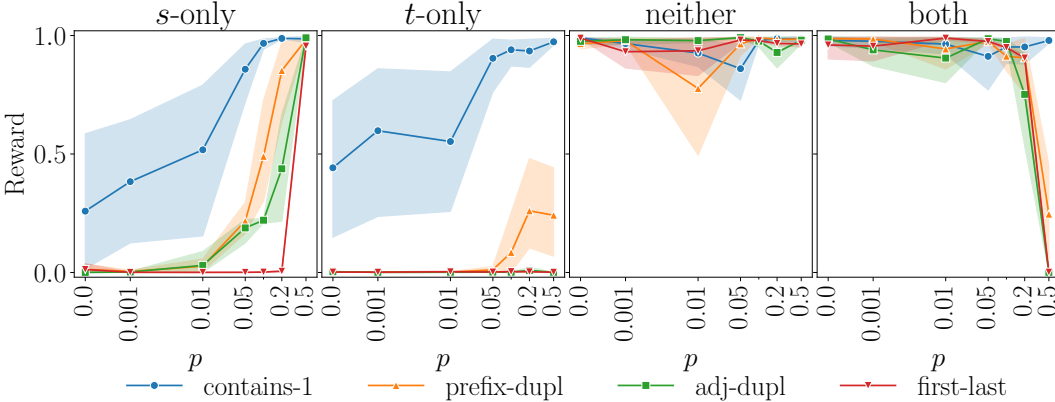 s-only t-only neither both
1.0
0.5
0.0
Reward
0.0 0.001 0.01 0.05 0.2 0.5 0.0 0.001 0.01 0.05 0.2 0.5 0.0 0.001 0.01 0.05 0.2 0.5 0.0 0.001 0.01 0.05 0.2 0.5
p p p p
contains-1 prefix-dupl adj-dupl first-last